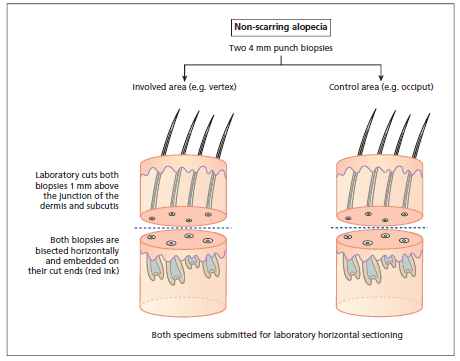 Non-scarring alopecia
Two 4 mm punch biopsies
Involved area (e.g. vertex)
Control area (e.g. occiput)
Laboratory cuts both
biopsies 1 mm above
the junction of the
dermis and subcutis
Both biopsies are
bisected horizontally
and embedded on
their cut ends (red ink)
Both specimens submitted for laboratory horizontal sectioning